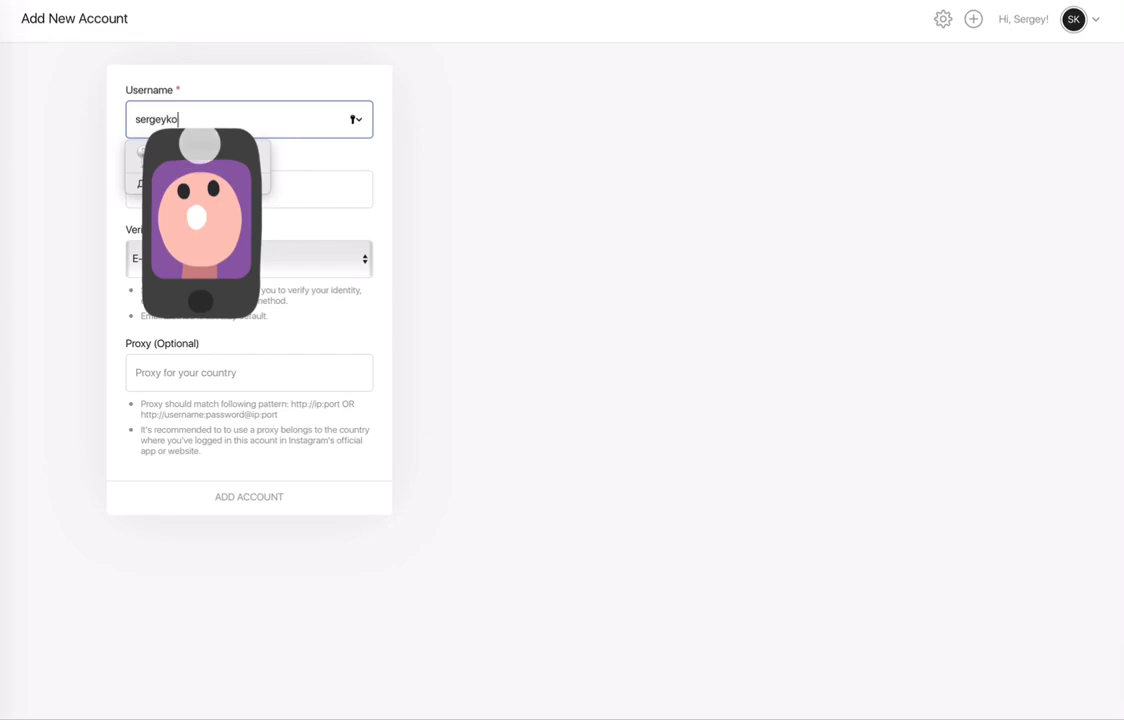 Add New Account
Hi, Sergey!
SK
Username *
sergeyko
E-
you to verify your identity,
method.
Proxy (Optional)
Proxy for your country
Proxy should match following pattern: http://ip:port OR
http://username:password@ip:port
It's recommended to to use a proxy belongs to the country
where you've logged in this acount in Instagram's official
app or website.
ADD ACCOUNT